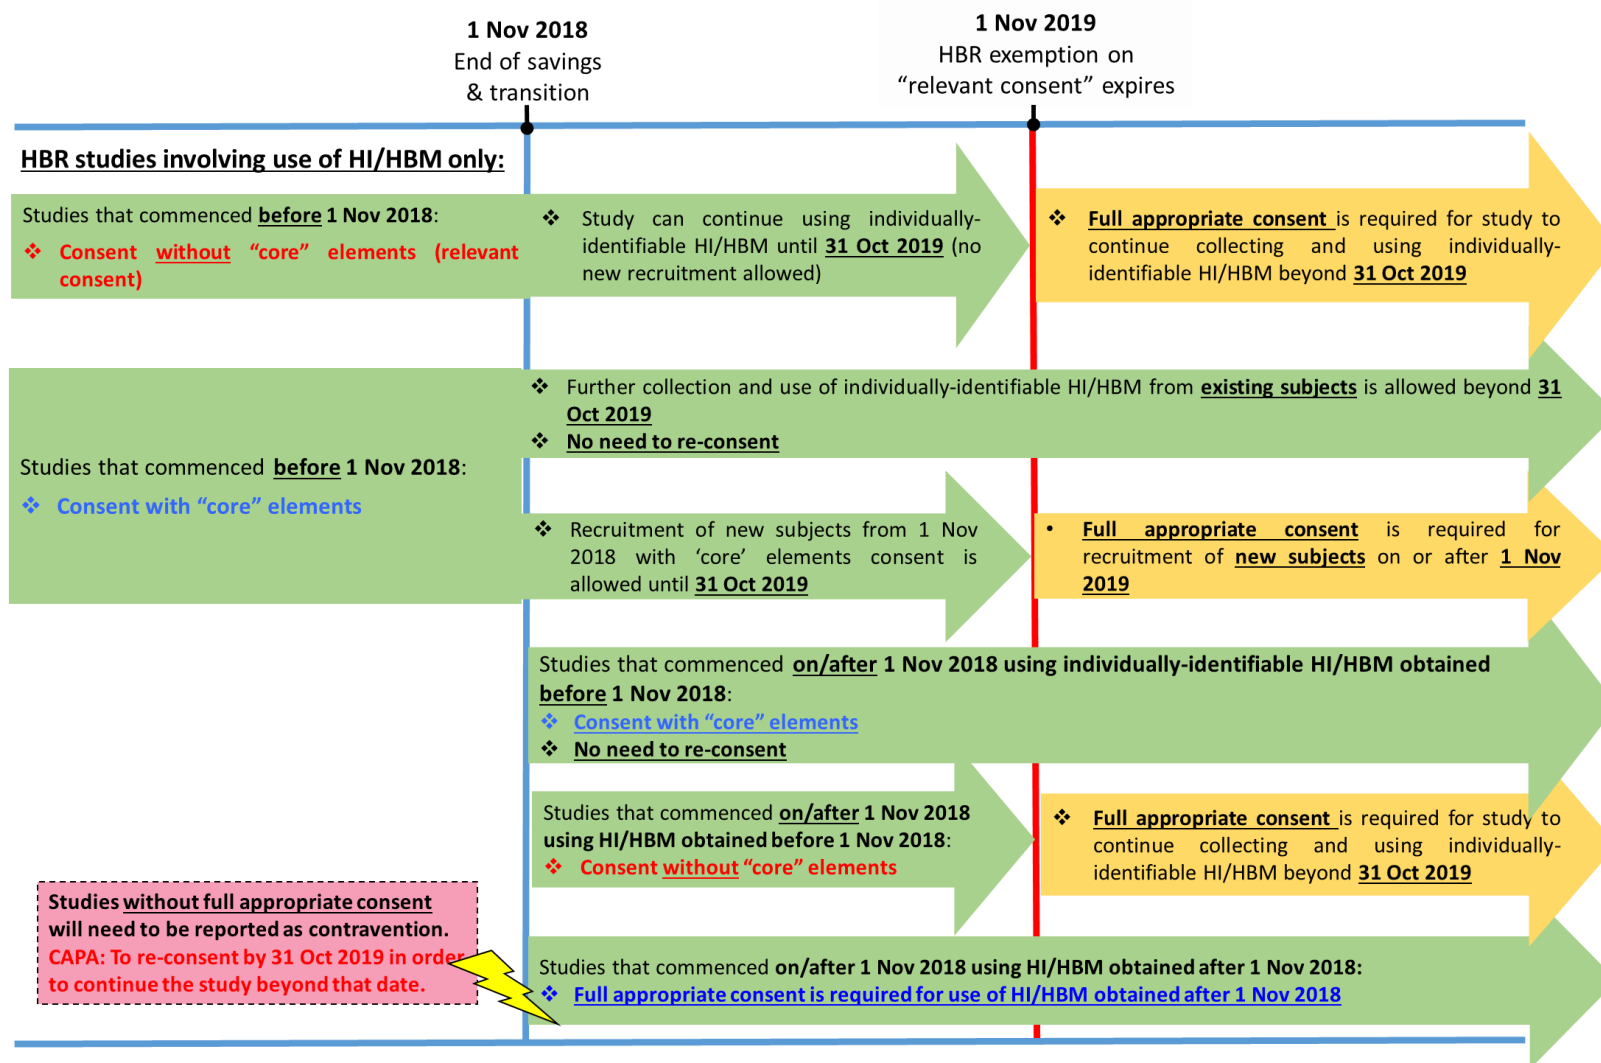 1 Nov 2018
End of savings
& transition
1 Nov 2019
HBR exemption on
“relevant consent” expires
HBR studies involving use of HI/HBM only:
Studies that commenced before 1 Nov 2018:
❖ Consent without “core” elements (relevant
consent)
❖ Study can continue using individually-
identifiable HI/HBM until 31 Oct 2019 (no
new recruitment allowed)
❖ Full appropriate consent is required for study to
continue collecting and using individually-
identifiable HI/HBM beyond 31 Oct 2019
Studies that commenced before 1 Nov 2018:
❖ Consent with “core” elements
❖ Further collection and use of individually-identifiable HI/HBM from existing subjects is allowed beyond 31
Oct 2019
❖ No need to re-consent
❖ Recruitment of new subjects from 1 Nov
2018 with ‘core’ elements consent is
allowed until 31 Oct 2019
• Full appropriate consent is required for
recruitment of new subjects on or after 1 Nov
2019
Studies that commenced on/after 1 Nov 2018 using individually-identifiable HI/HBM obtained
before 1 Nov 2018:
❖ Consent with “core” elements
❖ No need to re-consent
Studies that commenced on/after 1 Nov 2018
using HI/HBM obtained before 1 Nov 2018:
❖ Consent without “core” elements
❖ Full appropriate consent is required for study to
continue collecting and using individually-
identifiable HI/HBM beyond 31 Oct 2019
Studies without full appropriate consent
will need to be reported as contravention.
CAPA: To re-consent by 31 Oct 2019 in order
to continue the study beyond that date.
Studies that commenced on/after 1 Nov 2018 using HI/HBM obtained after 1 Nov 2018:
❖ Full appropriate consent is required for use of HI/HBM obtained after 1 Nov 2018